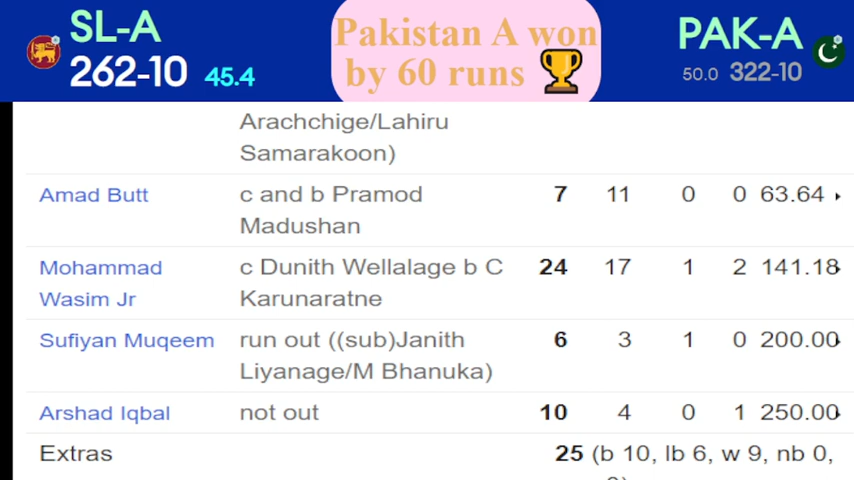 SL-A
262-10 45.4
Pakistan A won
by 60 runs
PAK-A
50.0 322-10
Arachchige/Lahiru
Samarakoon)
Amad Butt c and b Pramod 7 11 0 0 63.64
Madushan
Mohammad c Dunith Wellalage b C 24 17 1 2 141.18
Wasim Jr Karunaratne
Sufiyan Muqeem run out ((sub)Janith 6 3 1 0 200.00
Liyanage/M Bhanuka)
Arshad Iqbal not out 10 4 0 1 250.00
Extras 25 (b 10, lb 6, w 9, nb 0,